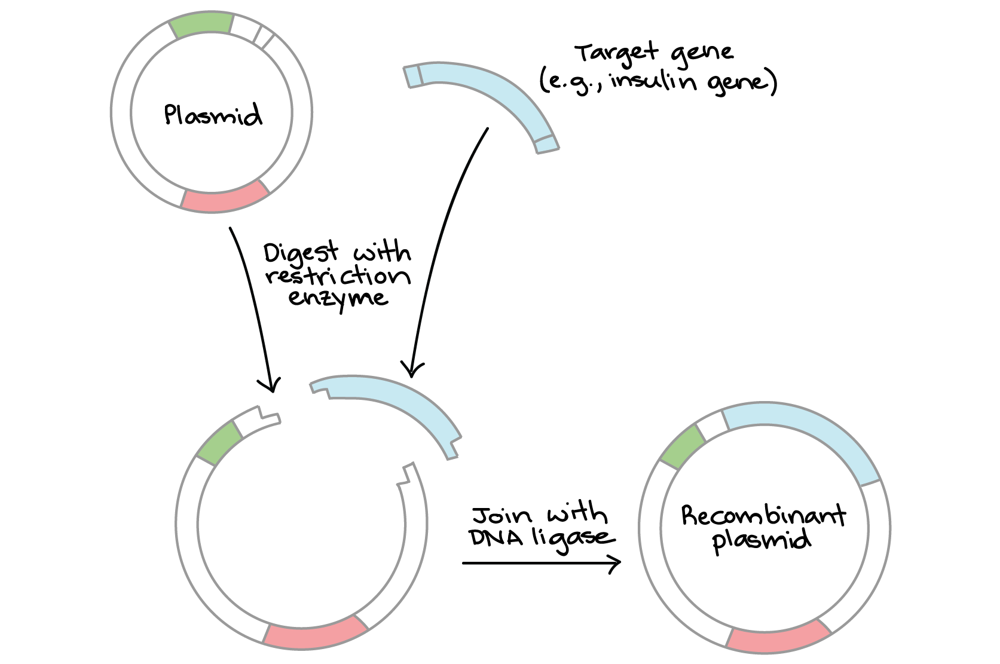 Plasmid
Target gene
(e.g., insulin gene)
Digest with
restriction
enzyme
Join with
DNA ligase
Recombinant
plasmid